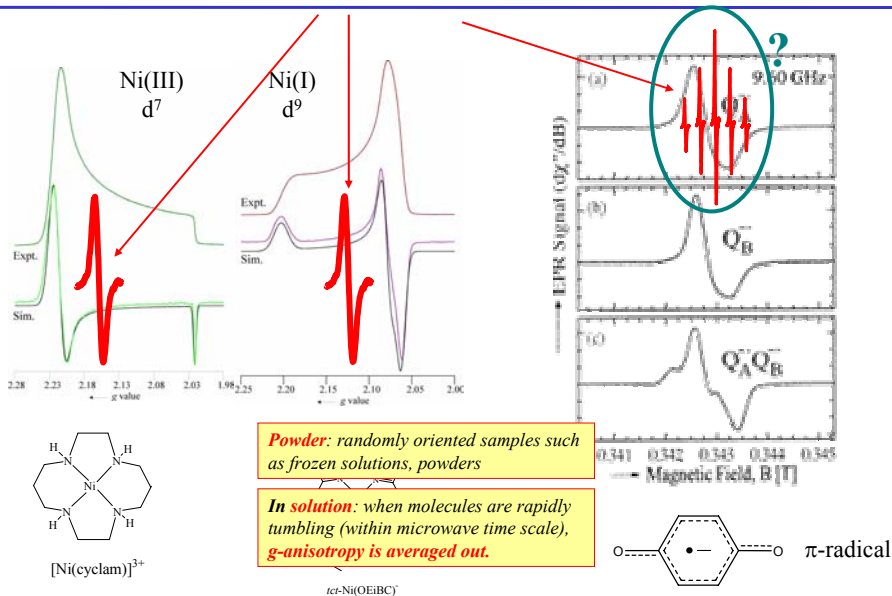 Ni(III)
d⁷
Expt.
Sim.
2.28 2.23 2.18 2.13 2.08 2.03 1.98
g value
Ni(I)
d⁹
Expt.
Sim.
2.25 2.20 2.15 2.10 2.05 2.00
g value
?
(a)
9.60 GHz
EPR Signal (dχ"/dB)
(b)
Q_B^•−
(c)
Q_A^•− Q_B^•−
0.341 0.342 0.343 0.344 0.345
Magnetic Field, B [T]
H H
N N
Ni
N N
H H
[Ni(cyclam)]³⁺
Powder: randomly oriented samples such
as frozen solutions, powders
In solution: when molecules are rapidly
tumbling (within microwave time scale),
g-anisotropy is averaged out.
tct-Ni(OEiBC)⁻
O O
π-radical